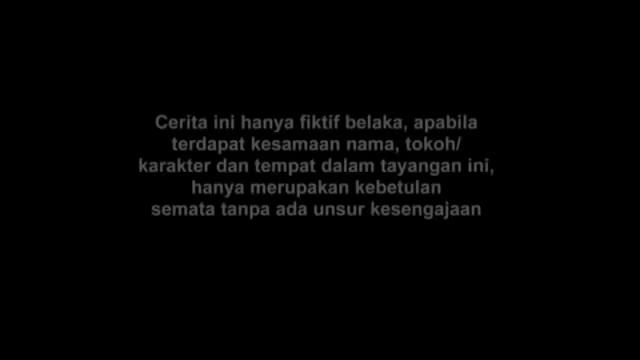 Cerita ini hanya fiktif belaka, apabila
terdapat kesamaan nama, tokoh/
karakter dan tempat dalam tayangan ini,
hanya merupakan kebetulan
semata tanpa ada unsur kesengajaan